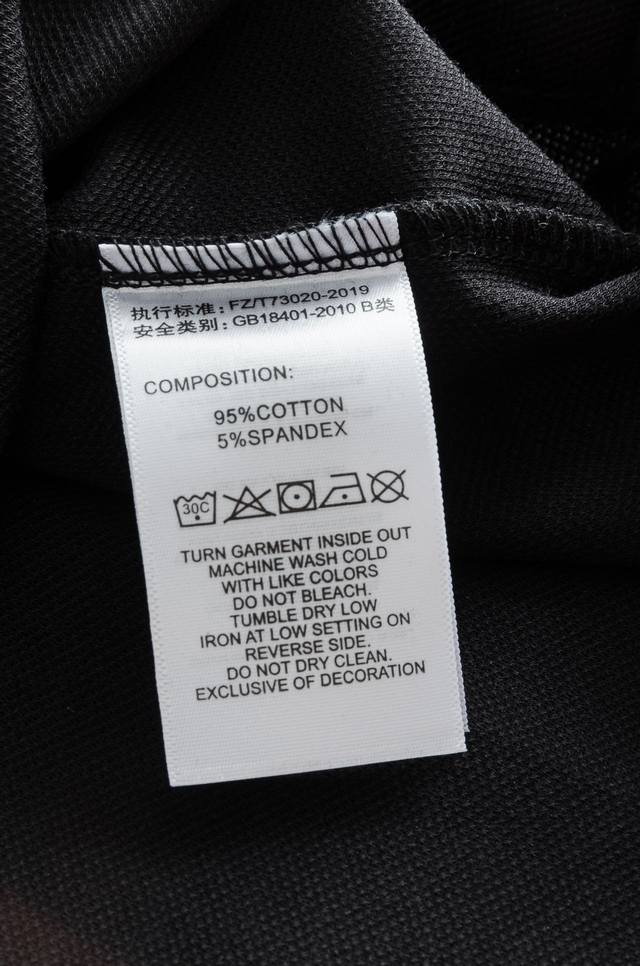 执行标准：FZ/T73020-2019
安全类别：GB18401-2010 B类
COMPOSITION:
95%COTTON
5%SPANDEX
30C
TURN GARMENT INSIDE OUT
MACHINE WASH COLD
WITH LIKE COLORS
DO NOT BLEACH.
TUMBLE DRY LOW
IRON AT LOW SETTING ON
REVERSE SIDE.
DO NOT DRY CLEAN.
EXCLUSIVE OF DECORATION